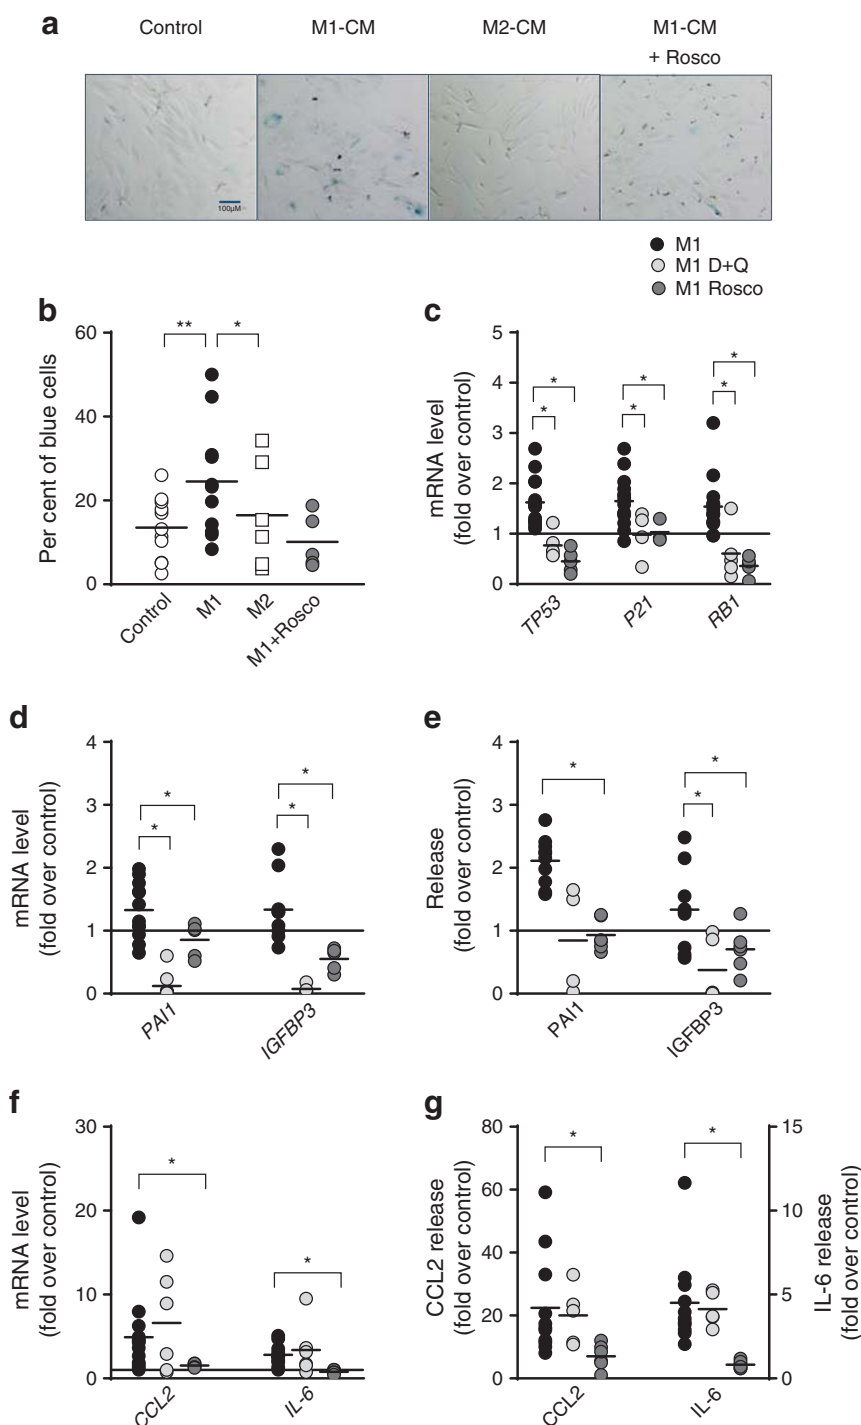 a
Control
M1-CM
M2-CM
M1-CM
+ Rosco
100µM
M1
M1 D+Q
M1 Rosco
b
Per cent of blue cells
60
40
20
0
**
*
Control
M1
M2
M1+Rosco
c
mRNA level
(fold over control)
5
4
3
2
1
0
*
*
*
*
*
*
TP53
P21
RB1
d
mRNA level
(fold over control)
4
3
2
1
0
*
*
*
*
PAI1
IGFBP3
e
Release
(fold over control)
4
3
2
1
0
*
*
*
PAI1
IGFBP3
f
mRNA level
(fold over control)
30
20
10
0
*
*
CCL2
IL-6
g
CCL2 release
(fold over control)
80
60
40
20
0
*
*
CCL2
IL-6
15
10
5
0
IL-6 release
(fold over control)